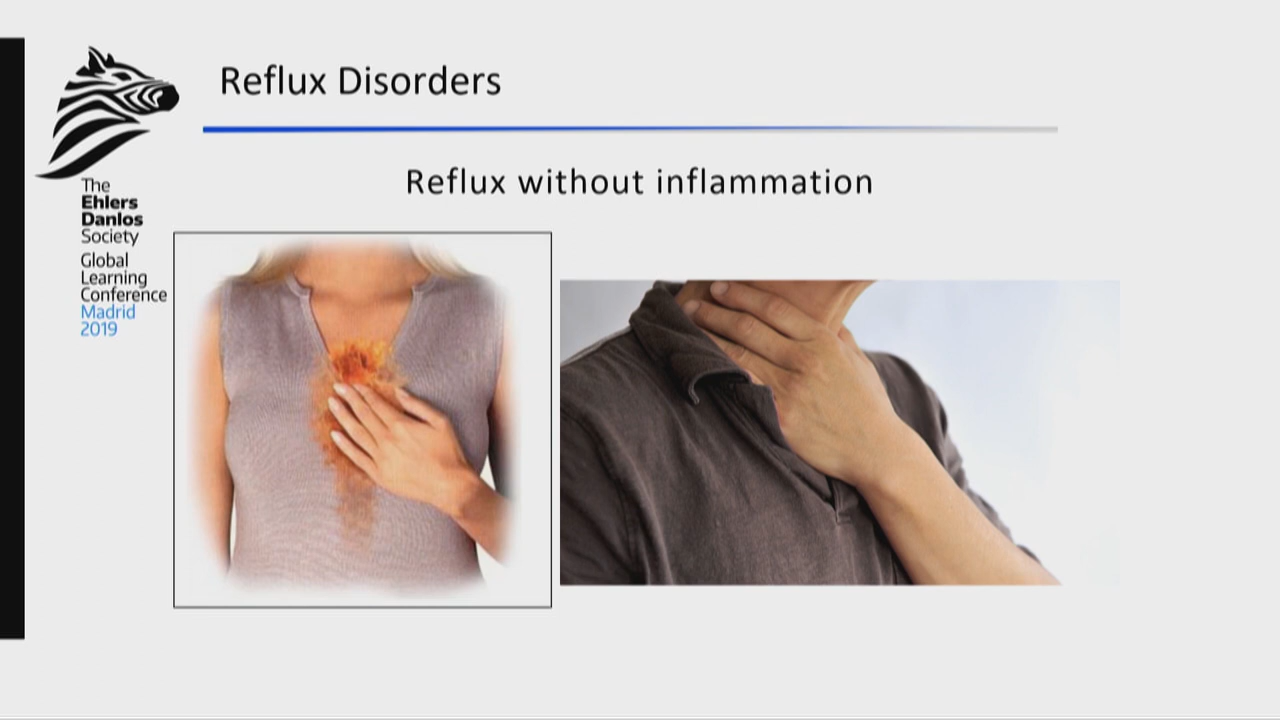 Reflux Disorders
Reflux without inflammation
The
Ehlers
Danlos
Society
Global
Learning
Conference
Madrid
2019